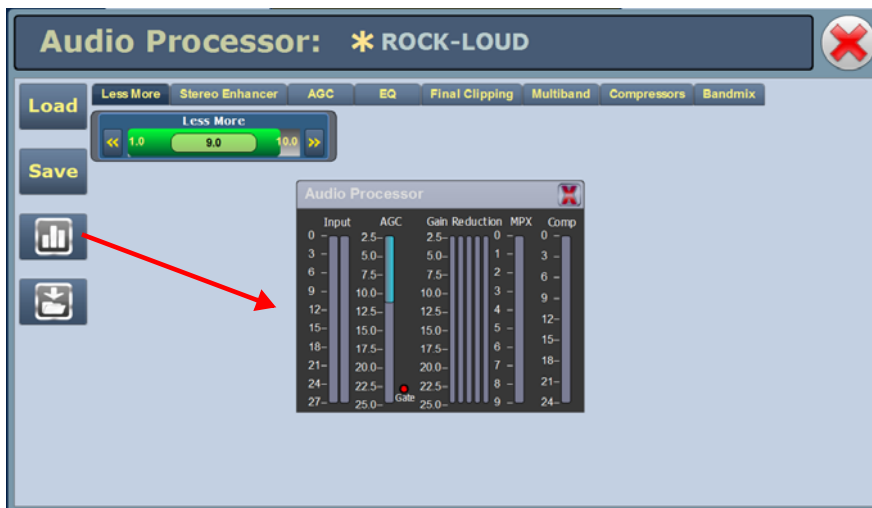 Audio Processor: ROCK-LOUD
Load
Save
Less More Stereo Enhancer AGC EQ Final Clipping Multiband Compressors Bandmix
Less More
1.0 9.0 10.0
Audio Processor
Input AGC Gain Reduction MPX Comp
0 2.5 2.5 0 0
3 5.0 5.0 1 3
6 7.5 7.5 2 6
9 10.0 10.0 3 9
12 12.5 12.5 4 12
15 15.0 15.0 5 15
18 17.5 17.5 6 18
21 20.0 20.0 7 21
24 22.5 22.5 8 24
27 25.0 Gate 25.0 9